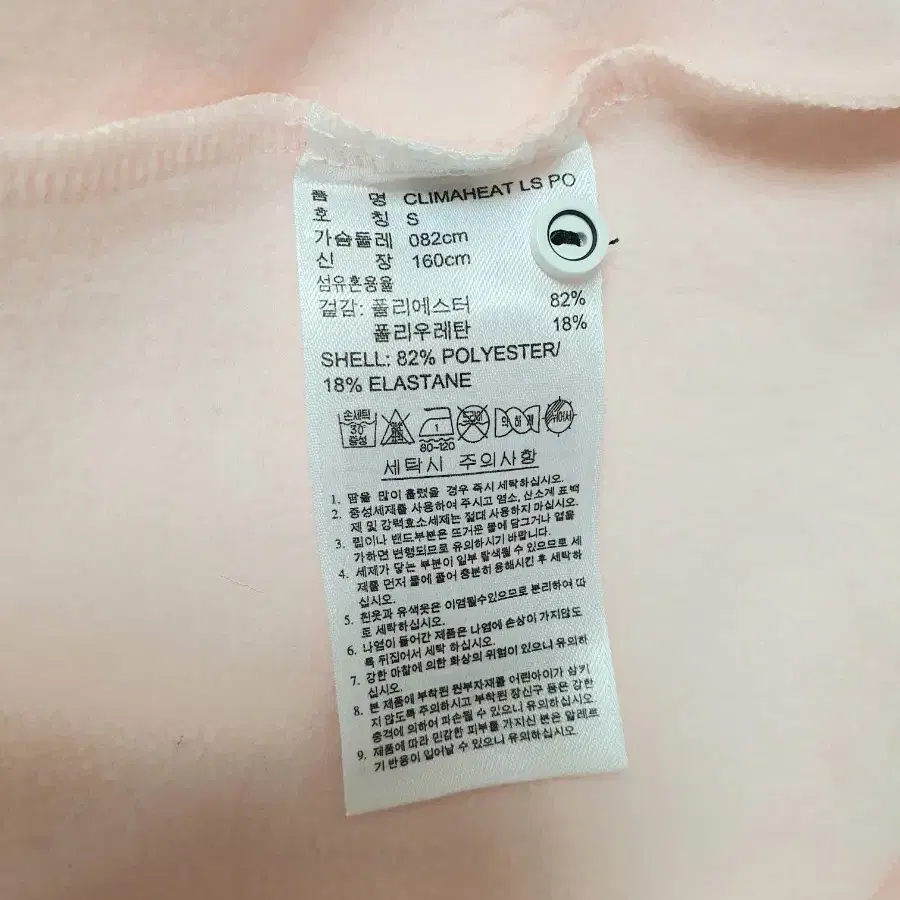 품 명 CLIMAHEAT LS PO
호 칭 S
가슴둘레 082cm
신 장 160cm
섬유혼용율
겉감: 폴리에스터 82%
폴리우레탄 18%
SHELL: 82% POLYESTER/
18% ELASTANE
손세탁 30 중성 1 80-120 드라이 약하게 뉘어서
세탁시 주의사항
1. 땀을 많이 흘렸을 경우 즉시 세탁하십시오.
2. 중성세제를 사용하여 주시고 염소, 산소계 표백
제 및 강력효소세제는 절대 사용하지 마십시오.
3. 립이나 밴드부분은 뜨거운 물에 담그거나 열을
가하면 변형되므로 유의하시기 바랍니다.
4. 세제가 닿는 부분이 일부 탈색될 수 있으므로 세
제를 먼저 물에 풀어 충분히 용해시킨 후 세탁하
십시오.
5. 흰옷과 유색옷은 이염될수있으므로 분리하여 따
로 세탁하십시오.
6. 나염이 들어간 제품은 나염에 손상이 가지않도
록 뒤집어서 세탁 하십시오.
7. 강한 마찰에 의한 화상의 위험이 있으니 유의하
십시오.
8. 본 제품에 부착된 원부자재를 어린아이가 삼키
지 않도록 주의하시고 부착된 장신구 등은 강한
충격에 의하여 파손될 수 있으니 유의하십시오.
9. 제품에 따라 민감한 피부를 가지신 분은 알레르
기 반응이 일어날 수 있으니 유의하십시오.